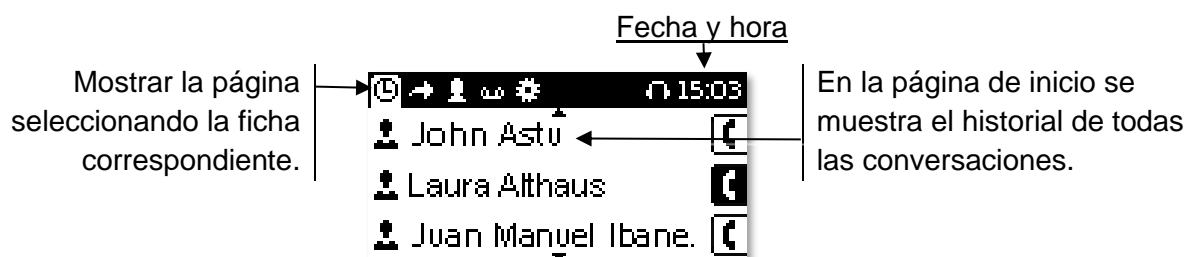 Fecha y hora
Mostrar la página
seleccionando la ficha
correspondiente.
15:03
John Astu
Laura Althaus
Juan Manuel Ibane.
En la página de inicio se
muestra el historial de todas
las conversaciones.